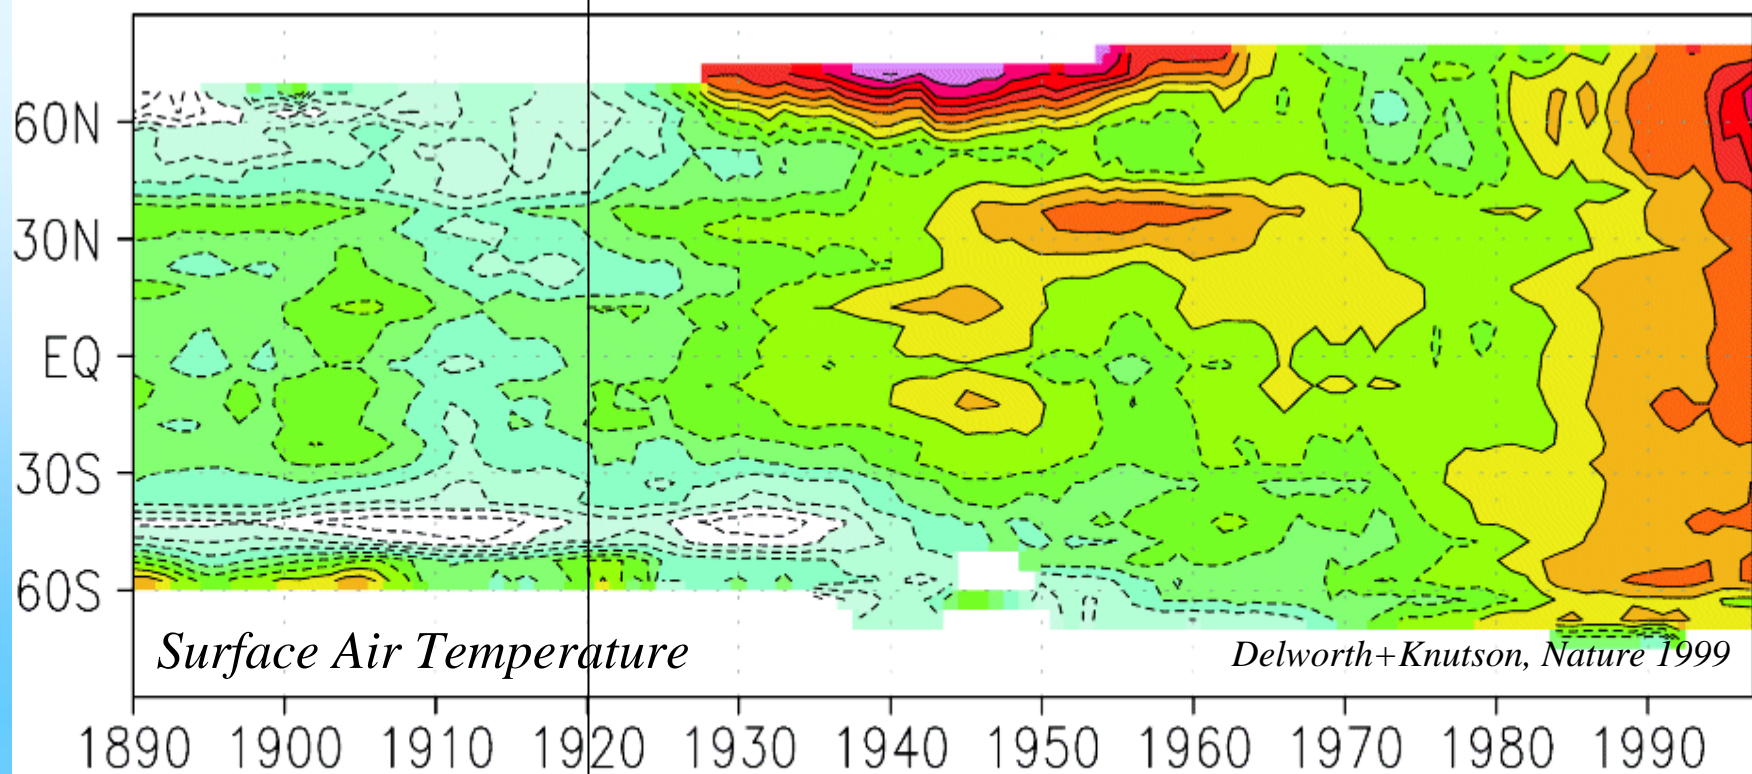 60N
30N
EQ
30S
60S
Surface Air Temperature
Delworth+Knutson, Nature 1999
1890 1900 1910 1920 1930 1940 1950 1960 1970 1980 1990